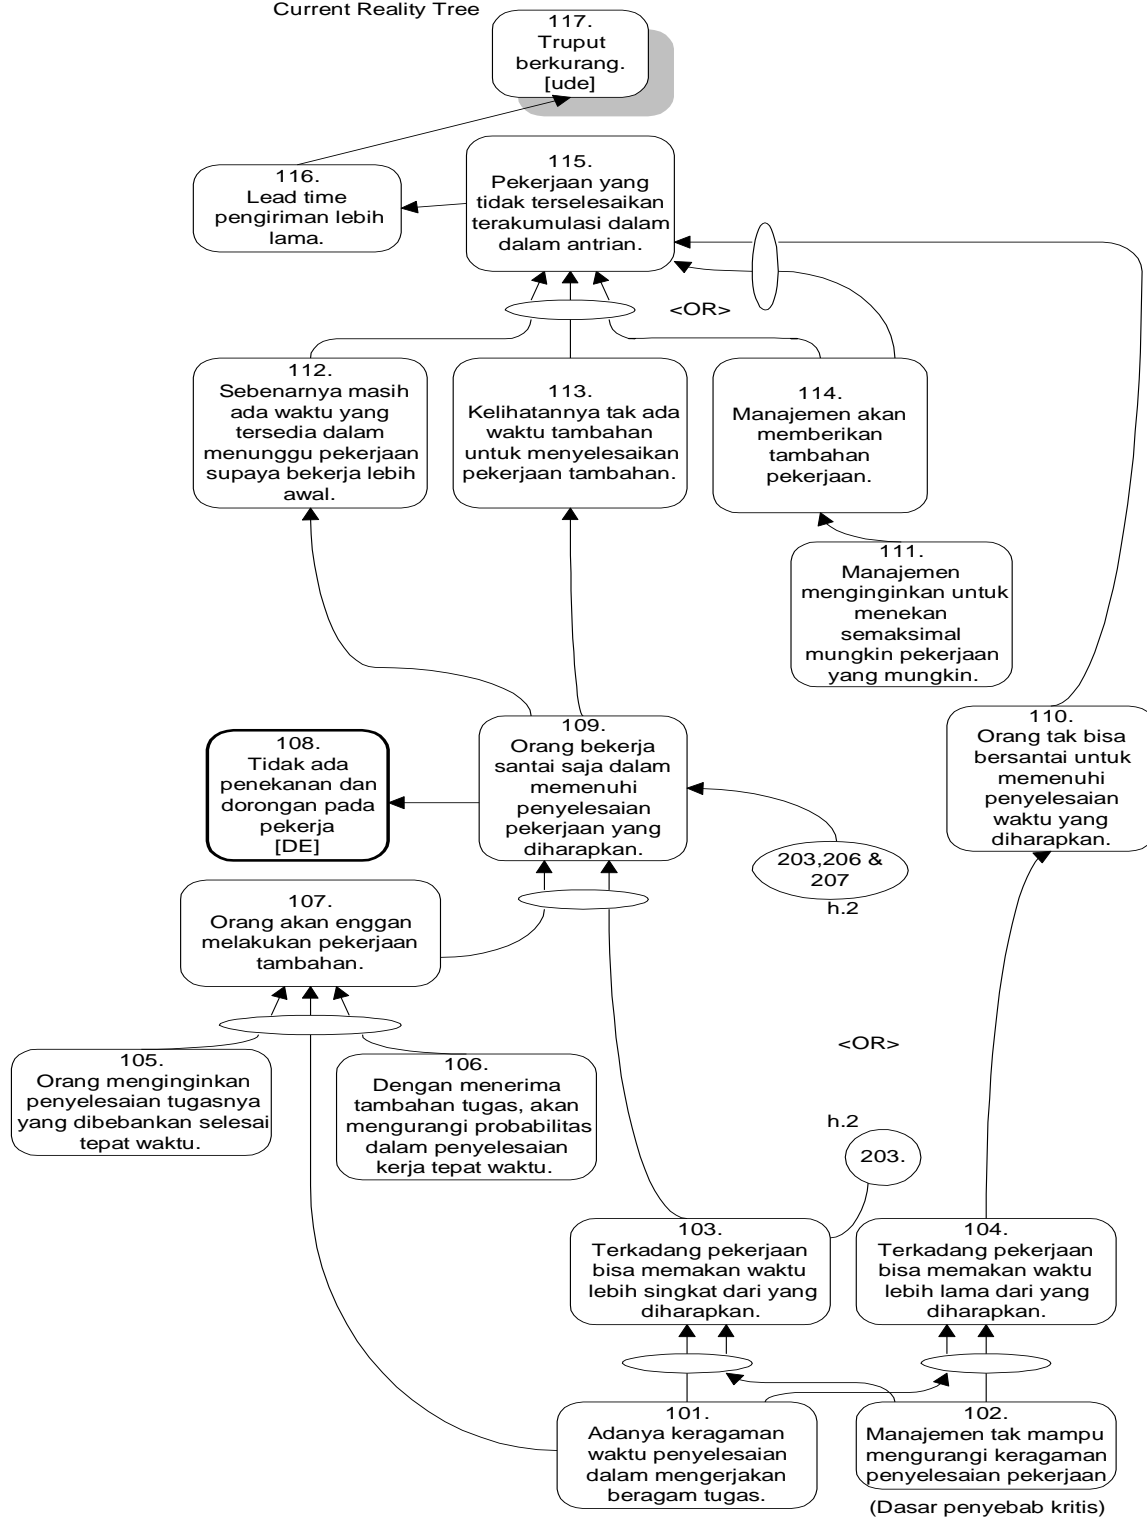 Current Reality Tree
117.
Truput
berkurang.
[ude]
115.
Pekerjaan yang
tidak terselesaikan
terakumulasi dalam
dalam antrian.
116.
Lead time
pengiriman lebih
lama.
<OR>
112.
Sebenarnya masih
ada waktu yang
tersedia dalam
menunggu pekerjaan
supaya bekerja lebih
awal.
113.
Kelihatannya tak ada
waktu tambahan
untuk menyelesaikan
pekerjaan tambahan.
114.
Manajemen akan
memberikan
tambahan
pekerjaan.
111.
Manajemen
menginginkan untuk
menekan
semaksimal
mungkin pekerjaan
yang mungkin.
108.
Tidak ada
penekanan dan
dorongan pada
pekerja
[DE]
109.
Orang bekerja
santai saja dalam
memenuhi
penyelesaian
pekerjaan yang
diharapkan.
110.
Orang tak bisa
bersantai untuk
memenuhi
penyelesaian
waktu yang
diharapkan.
203,206 &
207
h.2
107.
Orang akan enggan
melakukan pekerjaan
tambahan.
105.
Orang menginginkan
penyelesaian tugasnya
yang dibebankan selesai
tepat waktu.
106.
Dengan menerima
tambahan tugas, akan
mengurangi probabilitas
dalam penyelesaian
kerja tepat waktu.
<OR>
h.2
203.
103.
Terkadang pekerjaan
bisa memakan waktu
lebih singkat dari yang
diharapkan.
104.
Terkadang pekerjaan
bisa memakan waktu
lebih lama dari yang
diharapkan.
101.
Adanya keragaman
waktu penyelesaian
dalam mengerjakan
beragam tugas.
102.
Manajemen tak mampu
mengurangi keragaman
penyelesaian pekerjaan
(Dasar penyebab kritis)